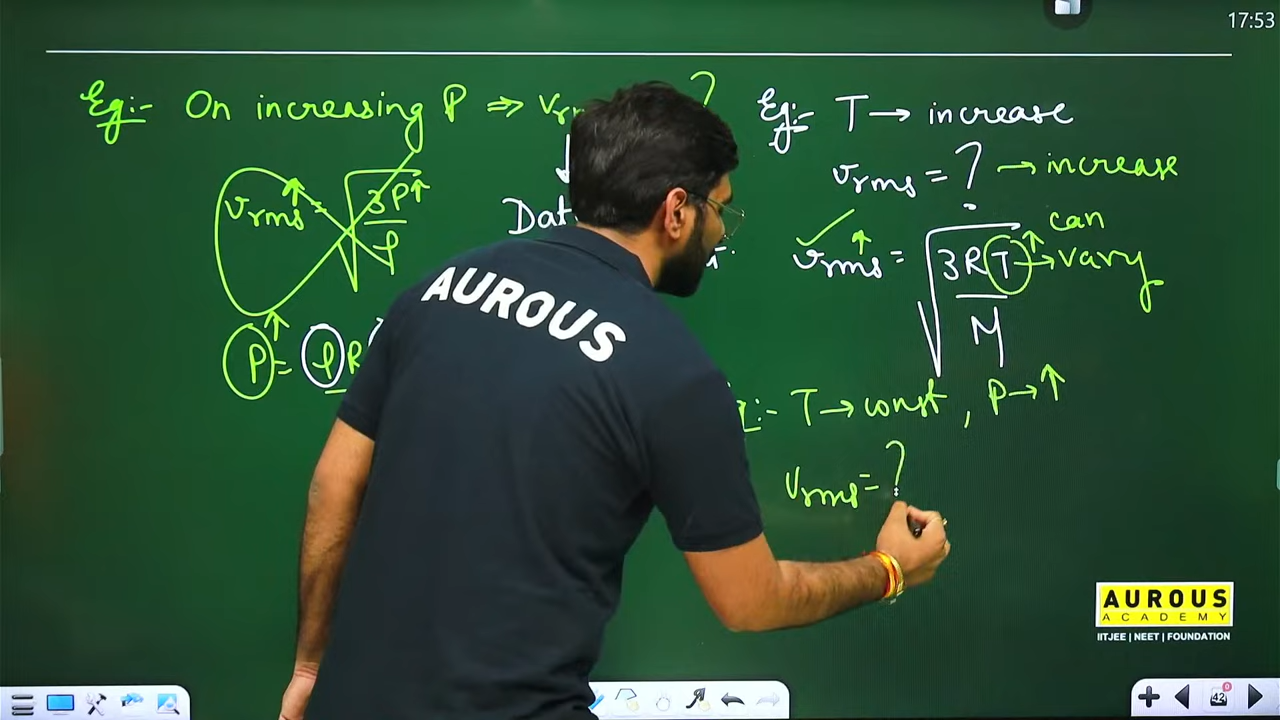 17:53
Eg:- On increasing P ⇒ ?
vrms↑ = √3P↑/ρ
P↑ = ρR
Eg:- T → increase
vrms = ? → increase
✓ vrms↑ = √3RT↑/M → can vary
:- T → const , P → ↑
vrms = ?
AUROUS
AUROUS
ACADEMY
IITJEE | NEET | FOUNDATION
42